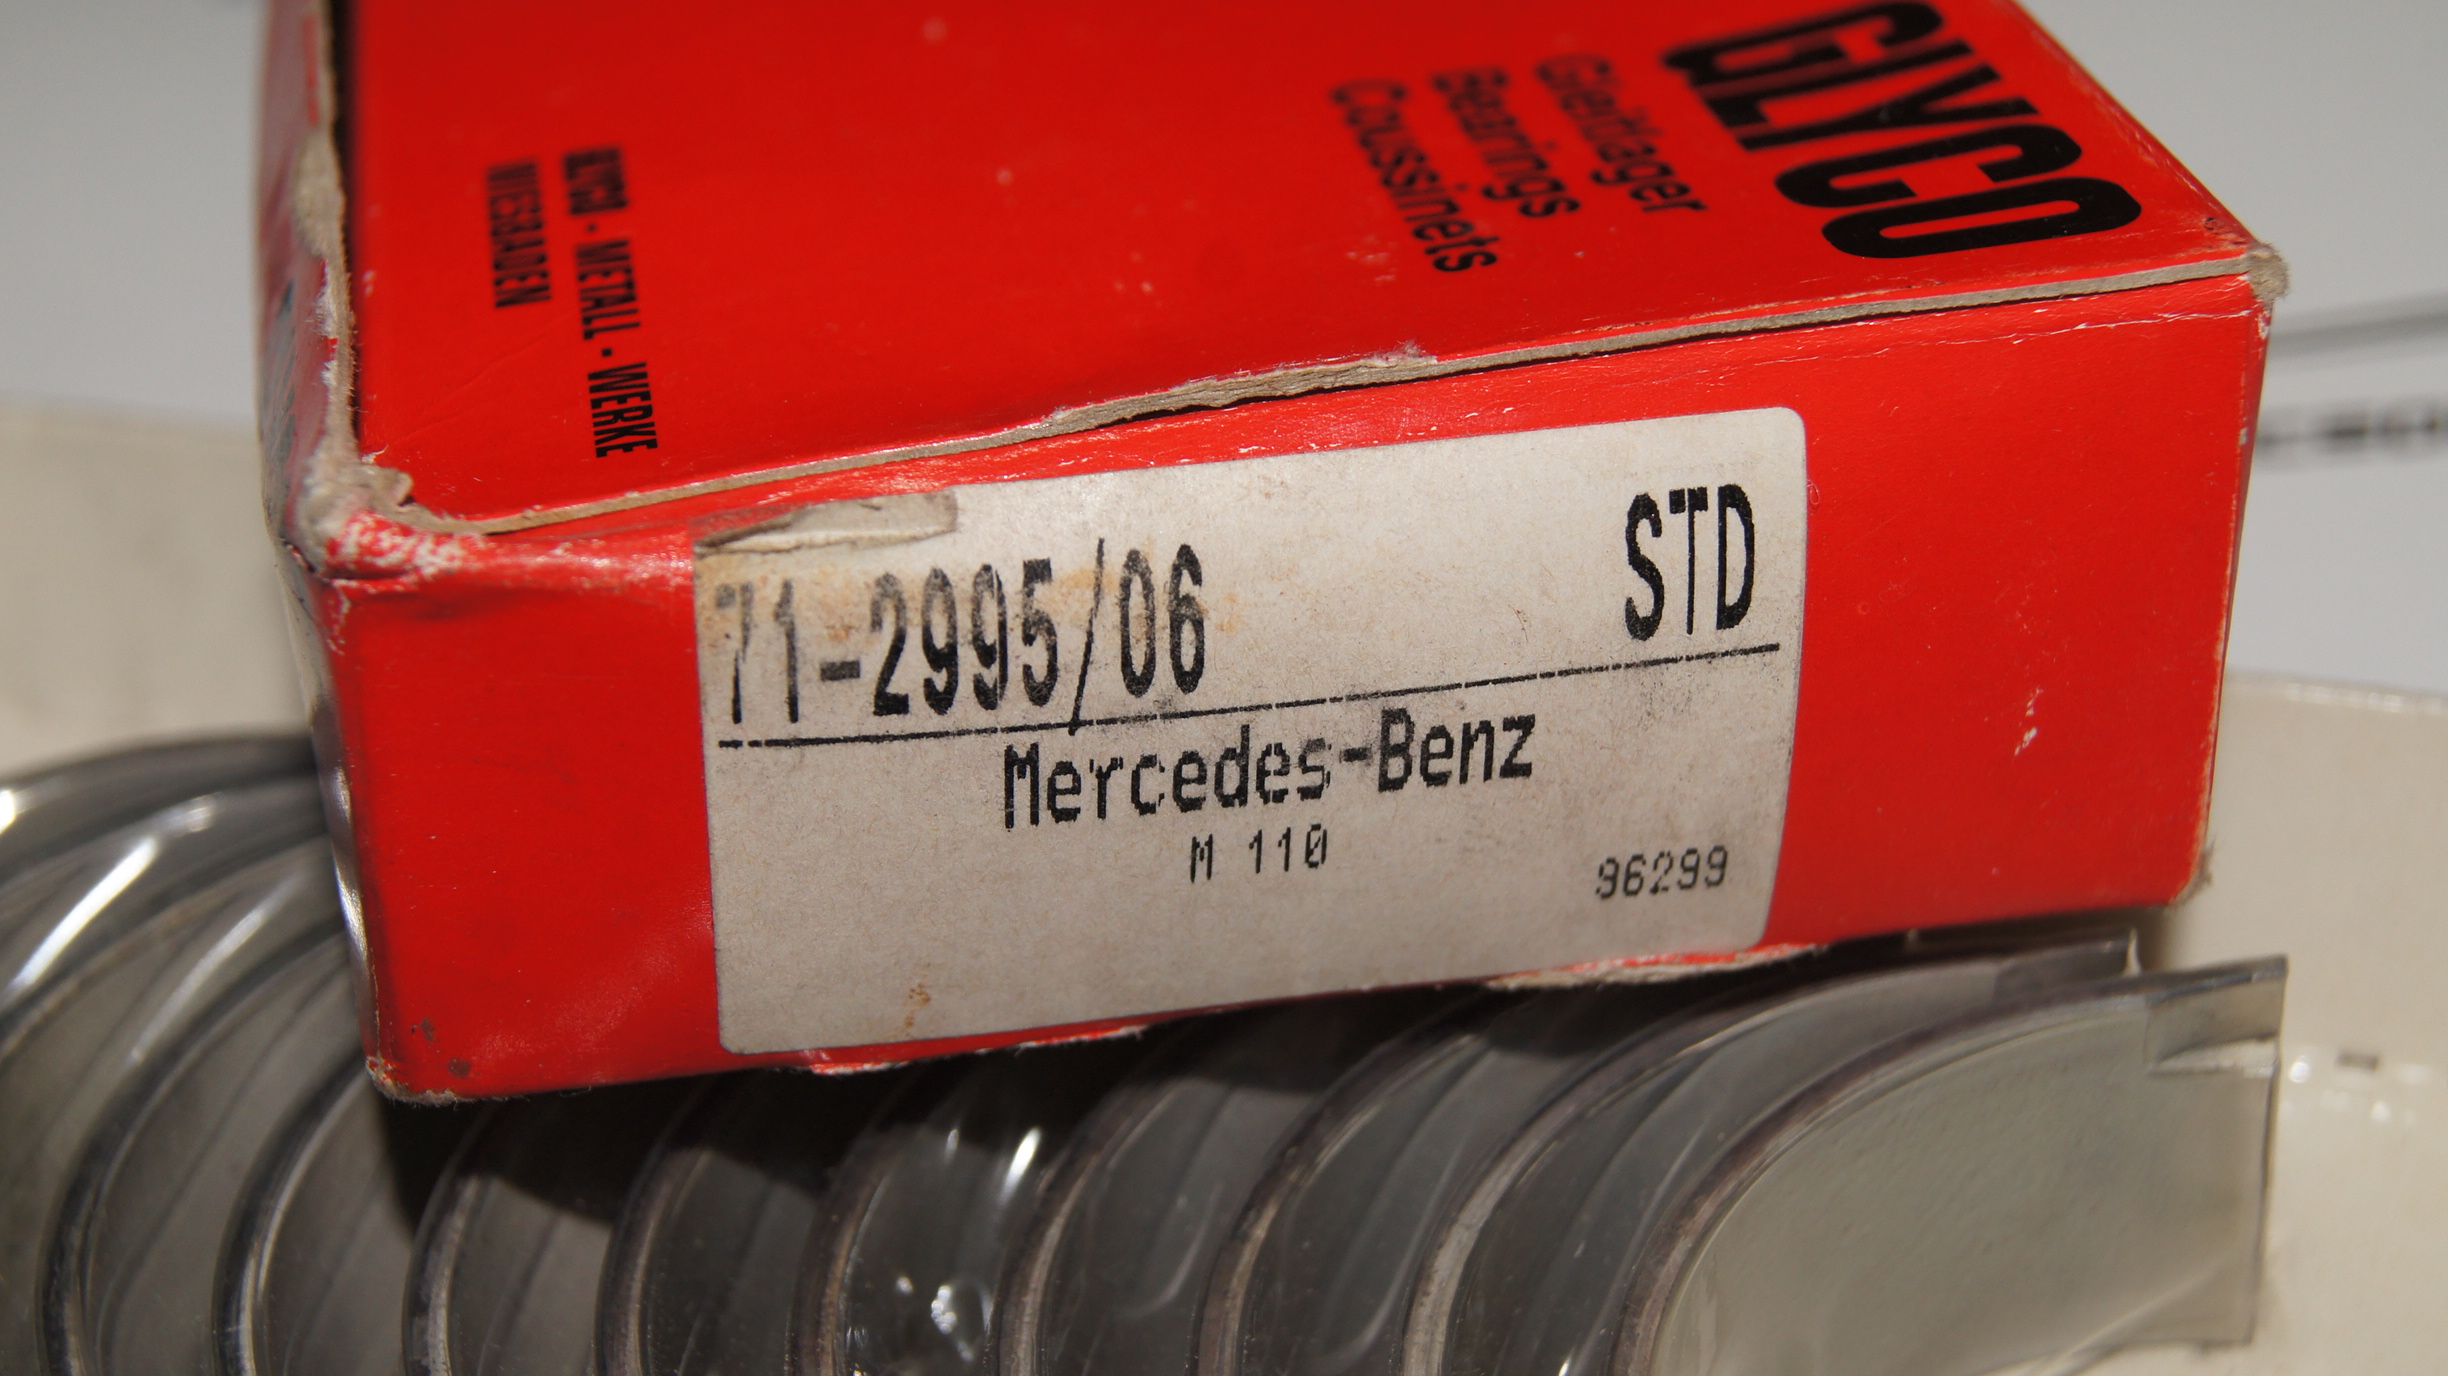 GLYCO
Gleitlager
Bearings
Coussinets
GLYCO - METALL - WERKE
WIESBADEN
71-2995/06 STD
Mercedes-Benz
M 110
96299